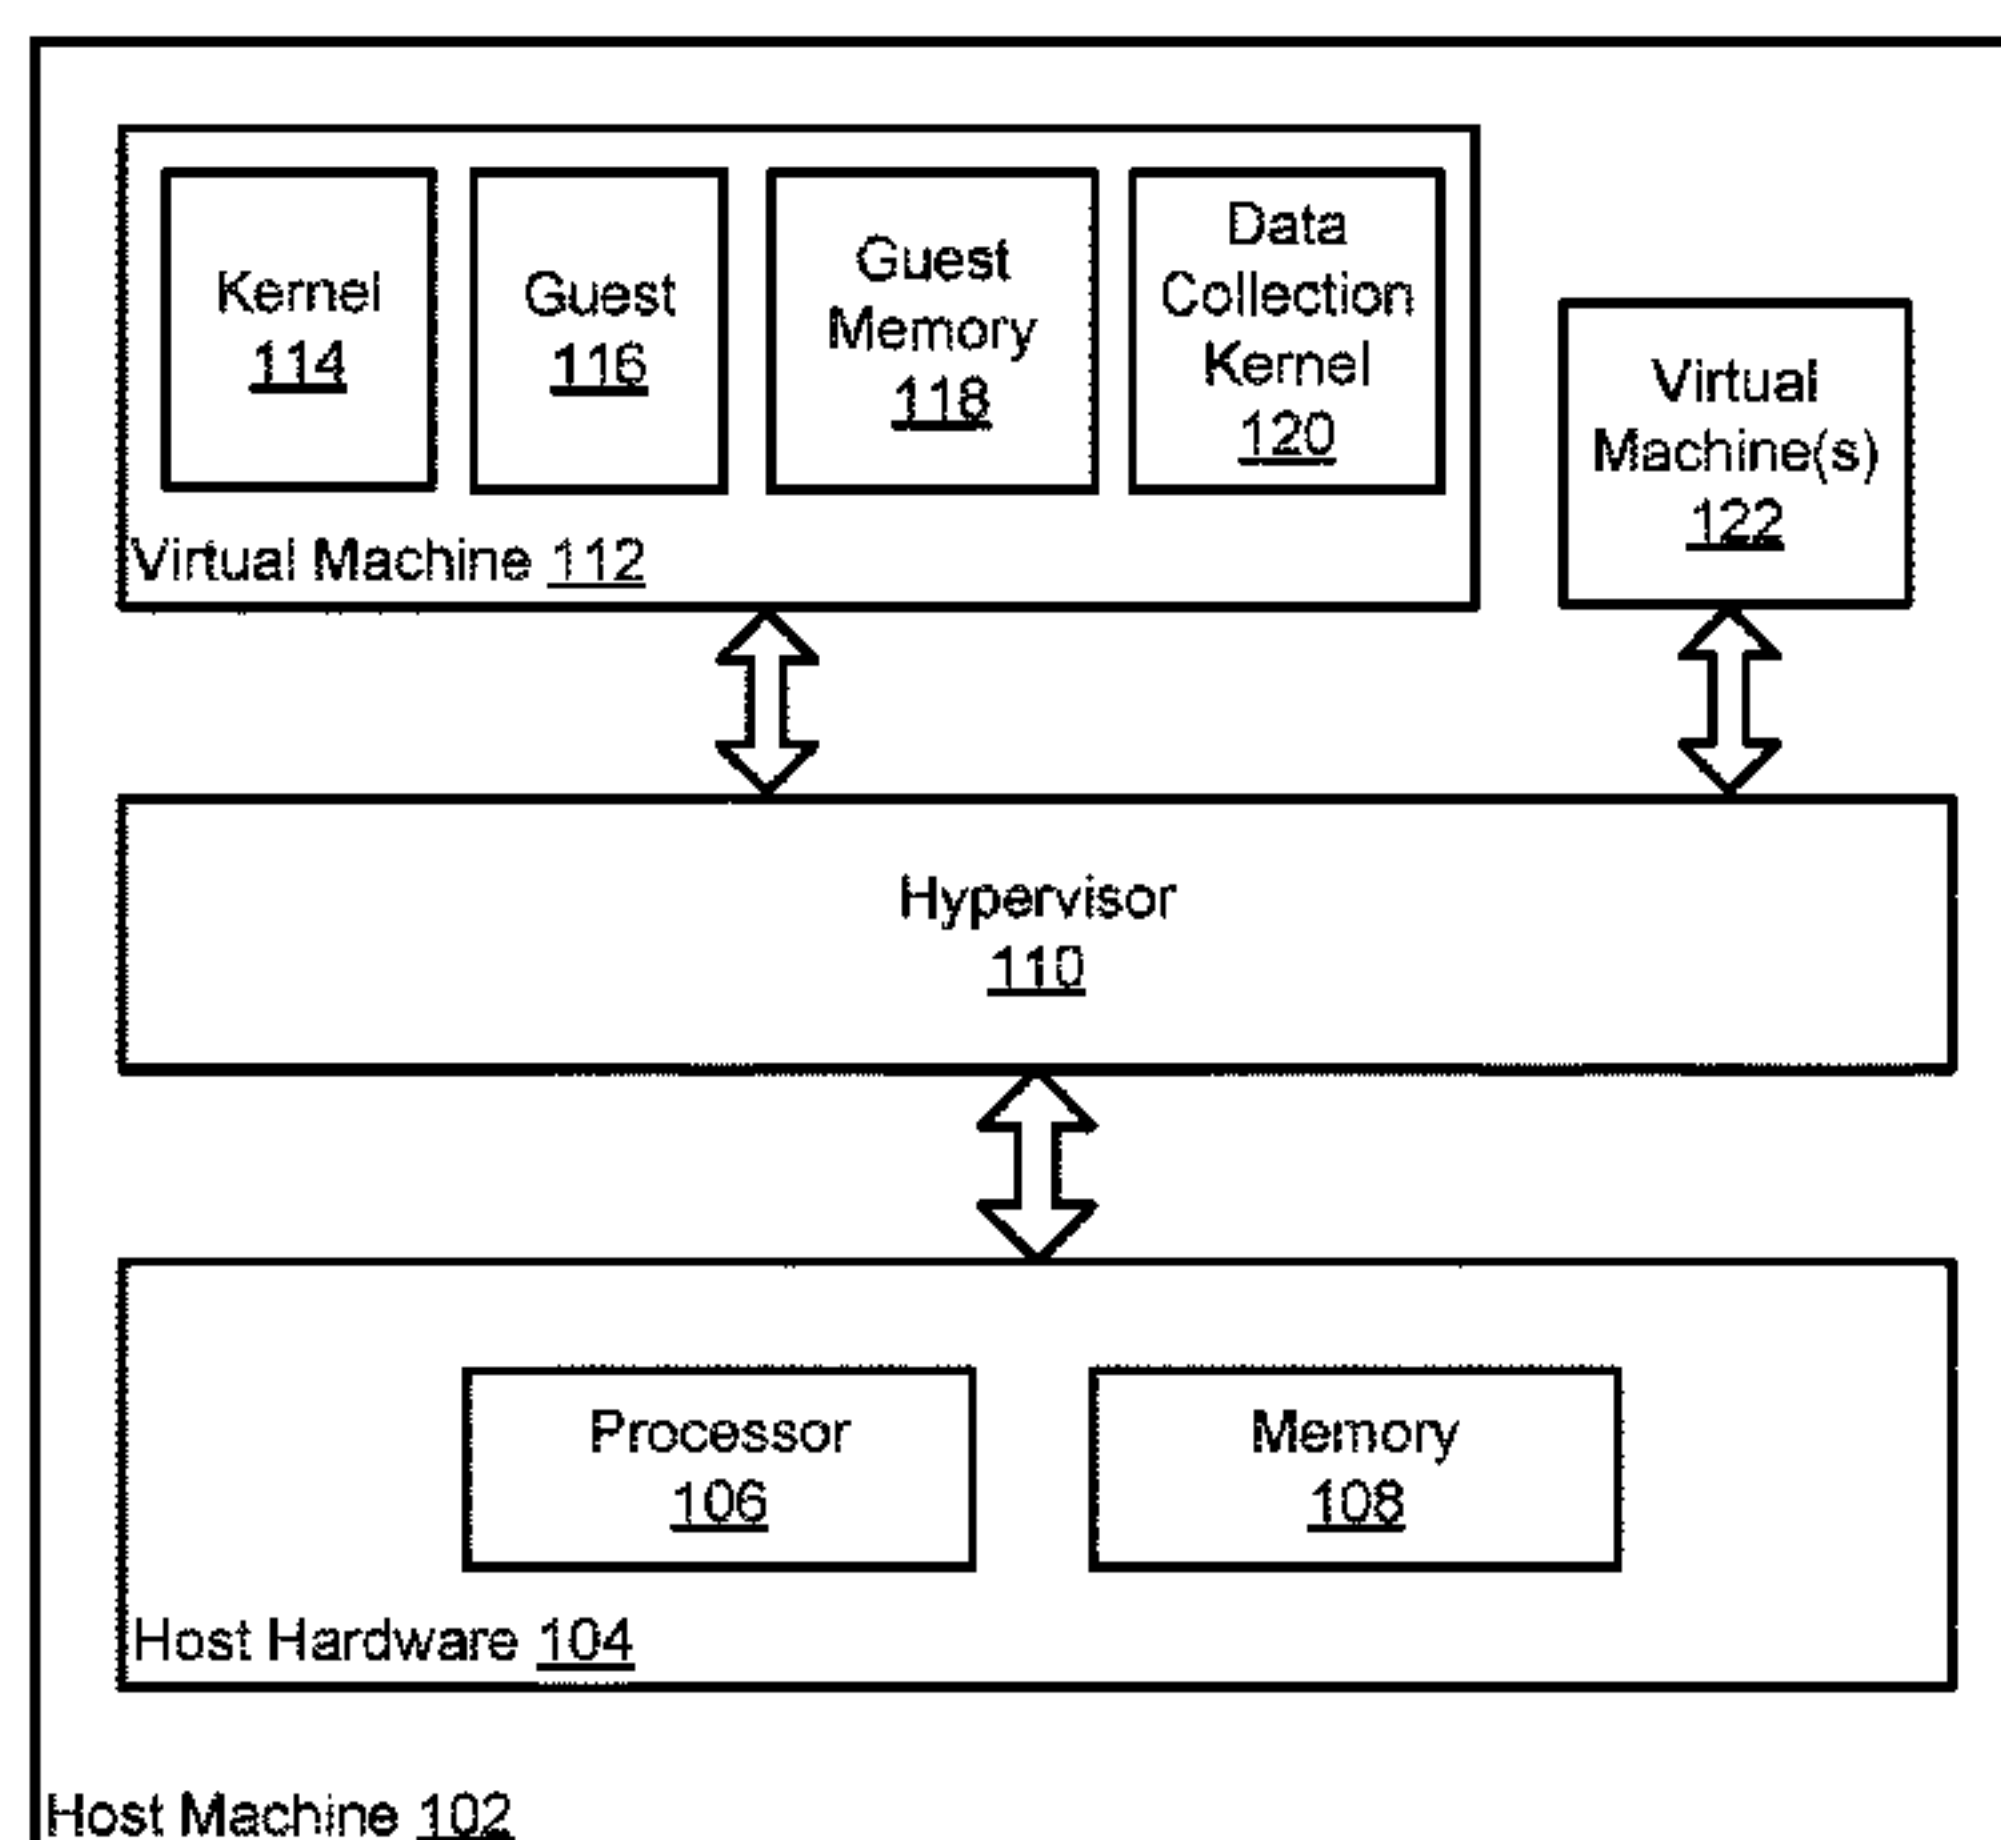 Kernel
114
Guest
116
Guest
Memory
118
Data
Collection
Kernel
120
Virtual Machine 112
Virtual
Machine(s)
122
Hypervisor
110
Processor
106
Memory
108
Host Hardware 104
Host Machine 102